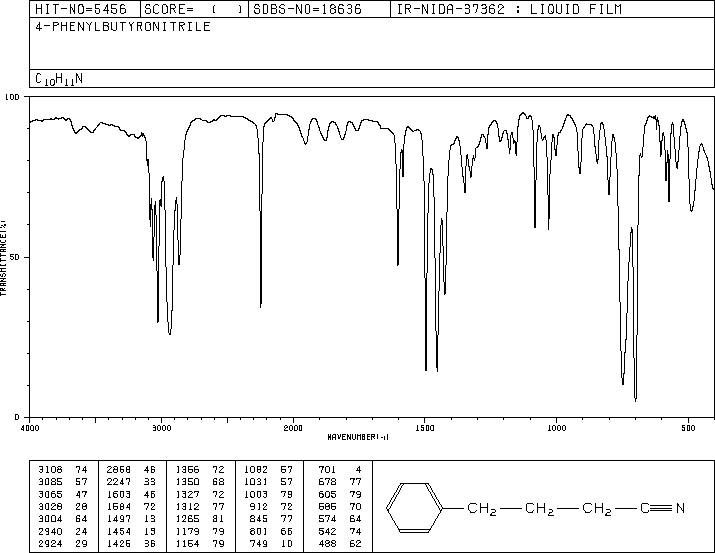 HIT-NO=5456 SCORE= ( ) SDBS-NO=18636 IR-NIDA-37362 : LIQUID FILM
4-PHENYLBUTYRONITRILE
C10H11N
100
50
0
TRANSMITTANCE(%)
4000 3000 2000 1500 1000 500
WAVENUMBER(-1)
3108 74 2868 46 1366 72 1082 57 701 4
3085 57 2247 33 1350 68 1031 57 678 77
3065 47 1603 46 1327 72 1003 79 605 79
3028 28 1584 72 1312 77 912 72 585 70
3004 64 1497 13 1265 81 845 77 574 64
2940 24 1454 13 1179 79 801 66 542 74
2924 29 1426 36 1154 79 749 10 488 62
CH2 CH2 CH2 C N